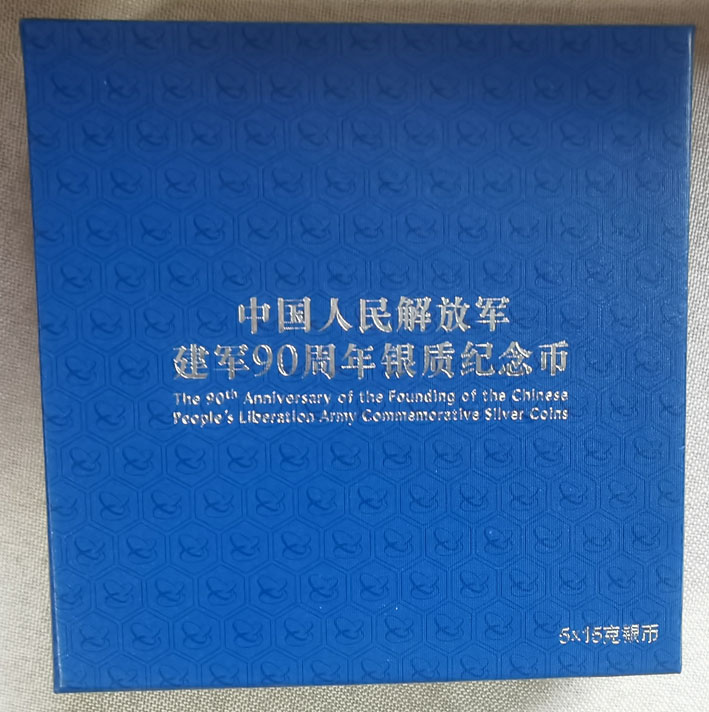 中国人民解放军
建军90周年银质纪念币
The 90th Anniversary of the Founding of the Chinese
People's Liberation Army Commemorative Silver Coins
5x15克银币